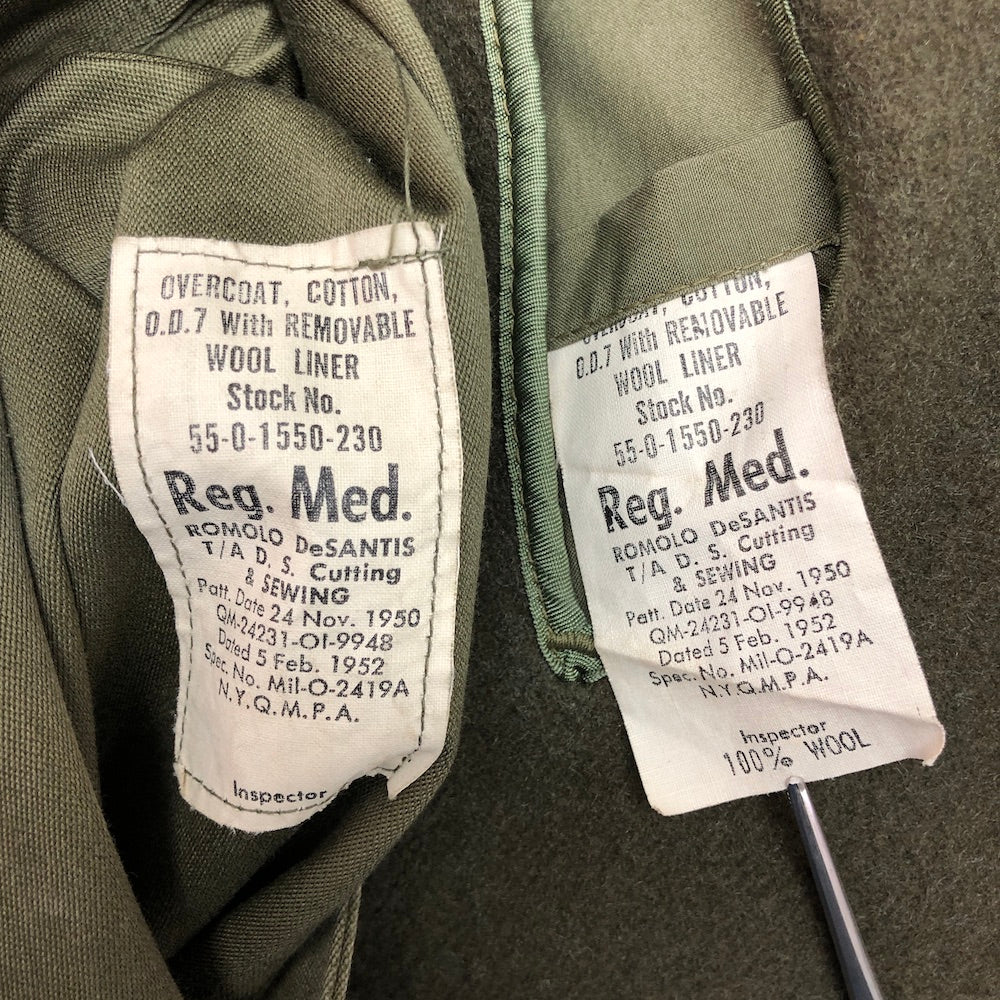 OVERCOAT, COTTON,
O.D.7 With REMOVABLE
WOOL LINER
Stock No.
55-0-1550-230
Reg. Med.
ROMOLO DeSANTIS
T/A D. S. Cutting
& SEWING
Patt. Date 24 Nov. 1950
QM-24231-OI-9948
Dated 5 Feb. 1952
Spec. No. Mil-O-2419A
N.Y.Q.M.P.A.
Inspector
OVERCOAT, COTTON,
O.D.7 With REMOVABLE
WOOL LINER
Stock No.
55-0-1550-230
Reg. Med.
ROMOLO DeSANTIS
T/A D. S. Cutting
& SEWING
Patt. Date 24 Nov. 1950
QM-24231-OI-9948
Dated 5 Feb. 1952
Spec. No. Mil-O-2419A
N.Y.Q.M.P.A.
Inspector
100% WOOL